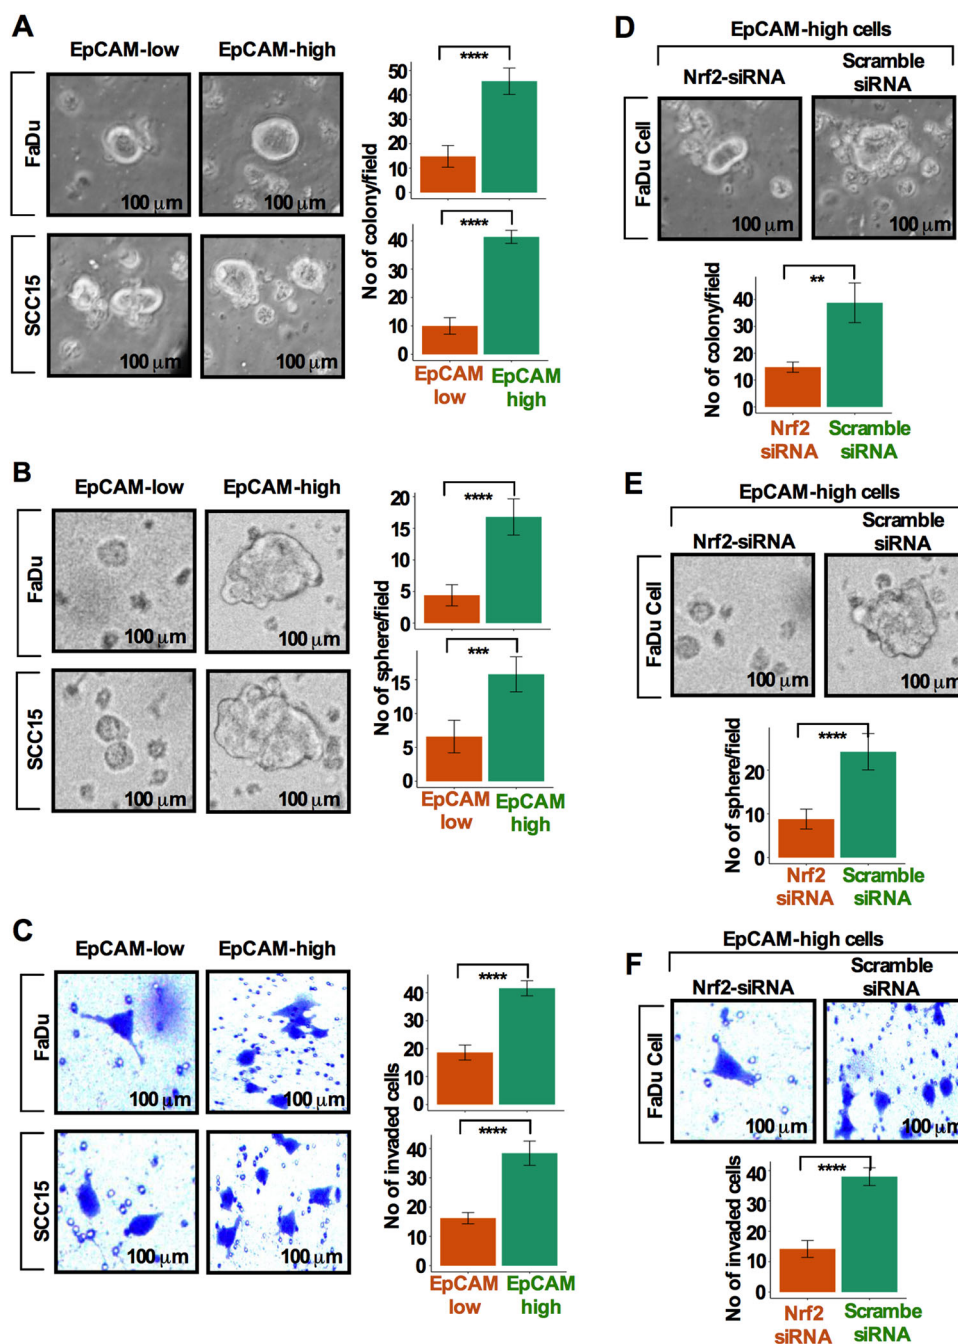 A
EpCAM-low
EpCAM-high
FaDu
100 μm
100 μm
SCC15
100 μm
100 μm
No of colony/field
****
50
40
30
20
10
0
****
40
30
20
10
0
EpCAM
low
EpCAM
high
B
EpCAM-low
EpCAM-high
FaDu
100 μm
100 μm
SCC15
100 μm
100 μm
No of sphere/field
****
20
15
10
5
0
***
15
10
5
0
EpCAM
low
EpCAM
high
C
EpCAM-low
EpCAM-high
FaDu
100 μm
100 μm
SCC15
100 μm
100 μm
No of invaded cells
****
40
30
20
10
0
****
40
30
20
10
0
EpCAM
low
EpCAM
high
D
EpCAM-high cells
Nrf2-siRNA
Scramble
siRNA
FaDu Cell
100 μm
100 μm
No of colony/field
**
40
30
20
10
0
Nrf2
siRNA
Scramble
siRNA
E
EpCAM-high cells
Nrf2-siRNA
Scramble
siRNA
FaDu Cell
100 μm
100 μm
No of sphere/field
****
20
10
0
Nrf2
siRNA
Scramble
siRNA
F
EpCAM-high cells
Nrf2-siRNA
Scramble
siRNA
FaDu Cell
100 μm
100 μm
No of invaded cells
****
40
30
20
10
0
Nrf2
siRNA
Scrambe
siRNA